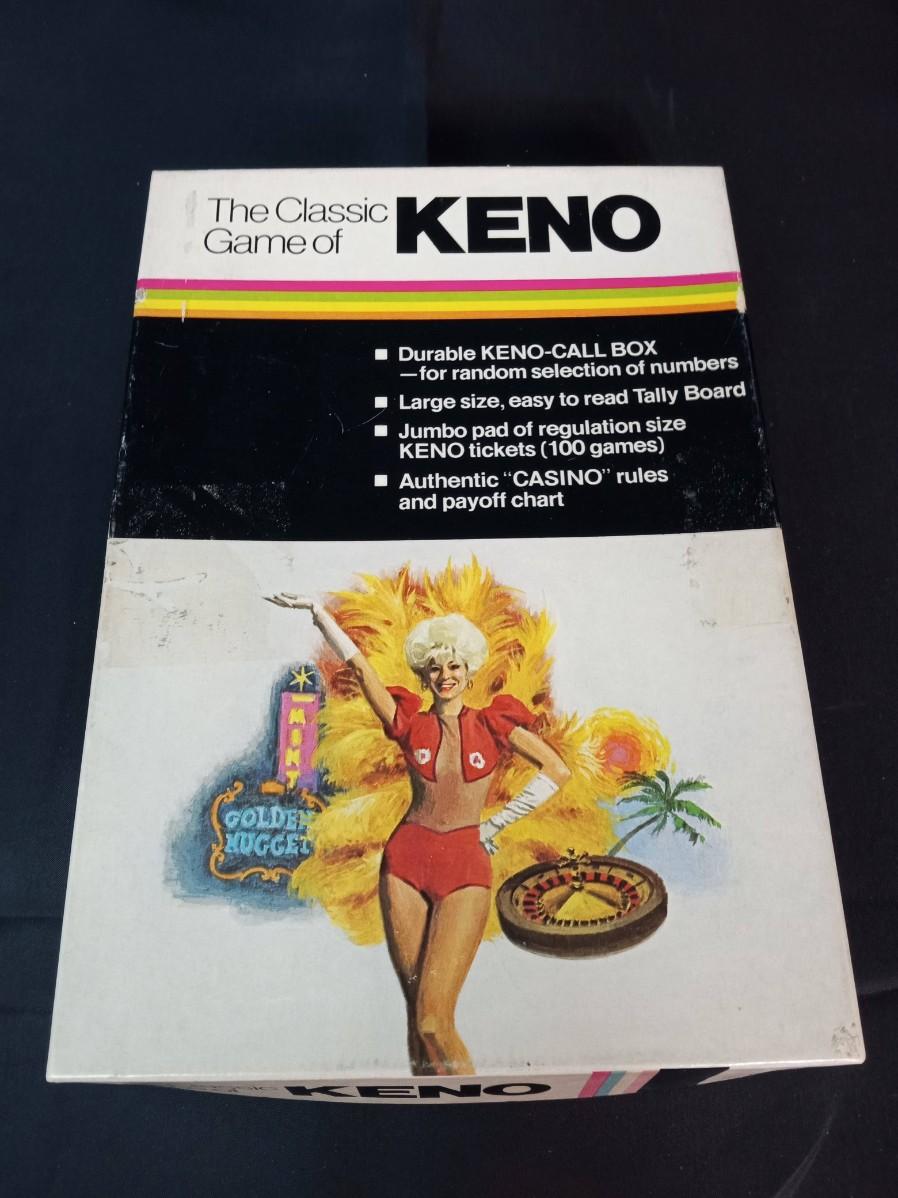 The Classic
Game of KENO
■ Durable KENO-CALL BOX
—for random selection of numbers
■ Large size, easy to read Tally Board
■ Jumbo pad of regulation size
KENO tickets (100 games)
■ Authentic “CASINO” rules
and payoff chart
MINT
GOLDEN
NUGGET
KENO